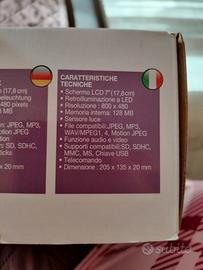 (17,8 cm)
beleuchtung
480 pixels
MB
JPEG, MP3,
Motion JPEG
n
SD, SDHC,
x 20 mm
CARATTERISTICHE
TECNICHE
• Schermo LCD 7" (17,8cm)
• Retroilluminazione a LED
• Risoluzione : 800 x 480
• Memoria interna: 128 MB
• Sensore luce
• File compatibili:JPEG, MP3,
WAV/MPEG1, 4, Motion JPEG
• Funzione audio e video
• Supporti compatibili:SD, SDHC,
MMC, MS, Chiave USB
• Telecomando
• Dimensione : 205 x 135 x 20 mm
subito